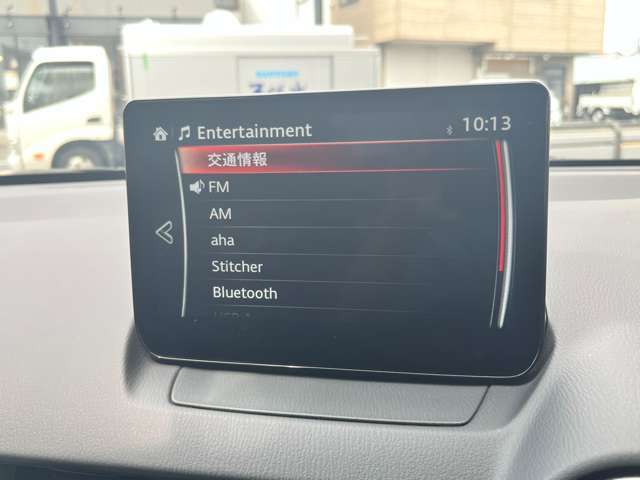 Entertainment 10:13
交通情報
FM
AM
aha
Stitcher
Bluetooth